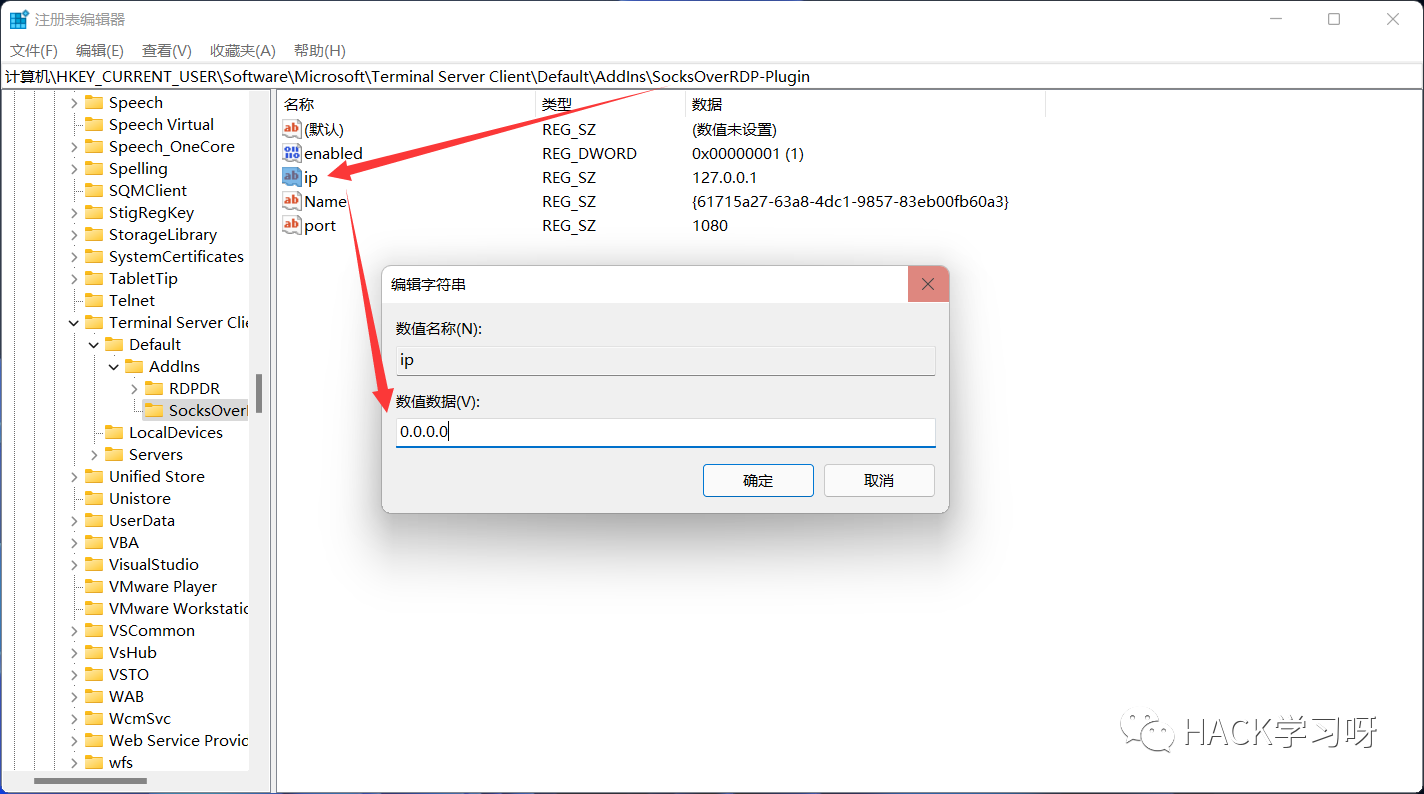 注册表编辑器
文件(F) 编辑(E) 查看(V) 收藏夹(A) 帮助(H)
计算机\HKEY_CURRENT_USER\Software\Microsoft\Terminal Server Client\Default\AddIns\SocksOverRDP-Plugin
Speech
Speech Virtual
Speech_OneCore
Spelling
SQMClient
StigRegKey
StorageLibrary
SystemCertificates
TabletTip
Telnet
Terminal Server Clie
Default
AddIns
RDPDR
SocksOverI
LocalDevices
Servers
Unified Store
Unistore
UserData
VBA
VisualStudio
VMware Player
VMware Workstatic
VSCommon
VsHub
VSTO
WAB
WcmSvc
Web Service Provic
wfs
名称 类型 数据
ab (默认) REG_SZ (数值未设置)
enabled REG_DWORD 0x00000001 (1)
ab ip REG_SZ 127.0.0.1
ab Name REG_SZ {61715a27-63a8-4dc1-9857-83eb00fb60a3}
ab port REG_SZ 1080
编辑字符串
数值名称(N):
ip
数值数据(V):
0.0.0.0
确定 取消
HACK学习呀